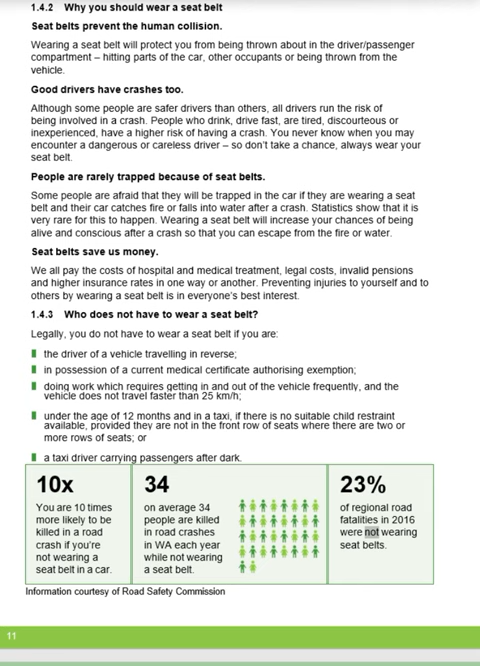 1.4.2 Why you should wear a seat belt
Seat belts prevent the human collision.
Wearing a seat belt will protect you from being thrown about in the driver/passenger
compartment – hitting parts of the car, other occupants or being thrown from the
vehicle.
Good drivers have crashes too.
Although some people are safer drivers than others, all drivers run the risk of
being involved in a crash. People who drink, drive fast, are tired, discourteous or
inexperienced, have a higher risk of having a crash. You never know when you may
encounter a dangerous or careless driver – so don't take a chance, always wear your
seat belt.
People are rarely trapped because of seat belts.
Some people are afraid that they will be trapped in the car if they are wearing a seat
belt and their car catches fire or falls into water after a crash. Statistics show that it is
very rare for this to happen. Wearing a seat belt will increase your chances of being
alive and conscious after a crash so that you can escape from the fire or water.
Seat belts save us money.
We all pay the costs of hospital and medical treatment, legal costs, invalid pensions
and higher insurance rates in one way or another. Preventing injuries to yourself and to
others by wearing a seat belt is in everyone's best interest.
1.4.3 Who does not have to wear a seat belt?
Legally, you do not have to wear a seat belt if you are:
the driver of a vehicle travelling in reverse;
in possession of a current medical certificate authorising exemption;
doing work which requires getting in and out of the vehicle frequently, and the
vehicle does not travel faster than 25 km/h;
under the age of 12 months and in a taxi, if there is no suitable child restraint
available, provided they are not in the front row of seats where there are two or
more rows of seats; or
a taxi driver carrying passengers after dark.
10x
You are 10 times
more likely to be
killed in a road
crash if you're
not wearing a
seat belt in a car.
34
on average 34
people are killed
in road crashes
in WA each year
while not wearing
a seat belt.
23%
of regional road
fatalities in 2016
were not wearing
seat belts.
Information courtesy of Road Safety Commission
11